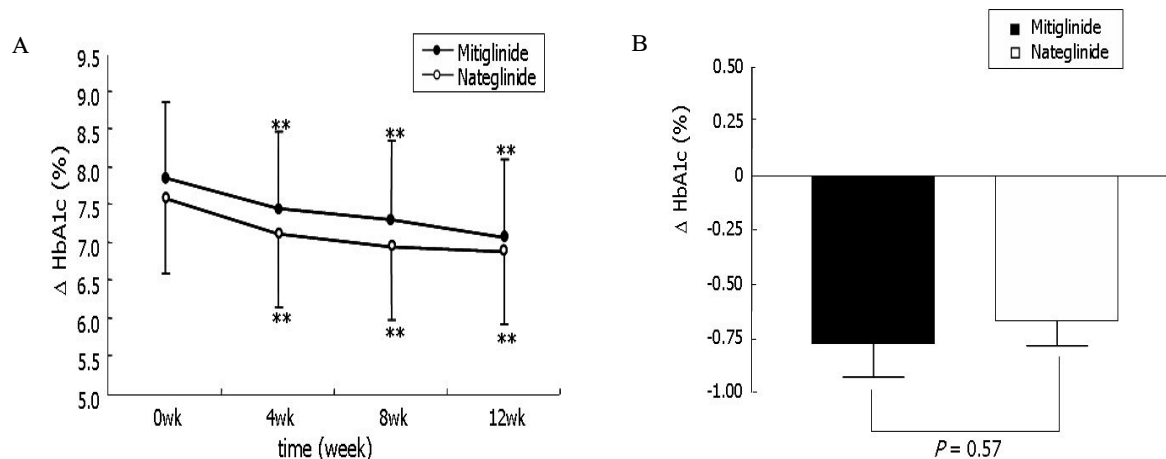 A
Mitiglinide
Nateglinide
9.5
9.0
8.5
8.0
7.5
7.0
6.5
6.0
5.5
5.0
Δ HbA1c (%)
** ** **
** ** **
0wk 4wk 8wk 12wk
time (week)
B
Mitiglinide
Nateglinide
0.50
0.25
0
-0.25
-0.50
-0.75
-1.00
Δ HbA1c (%)
P = 0.57